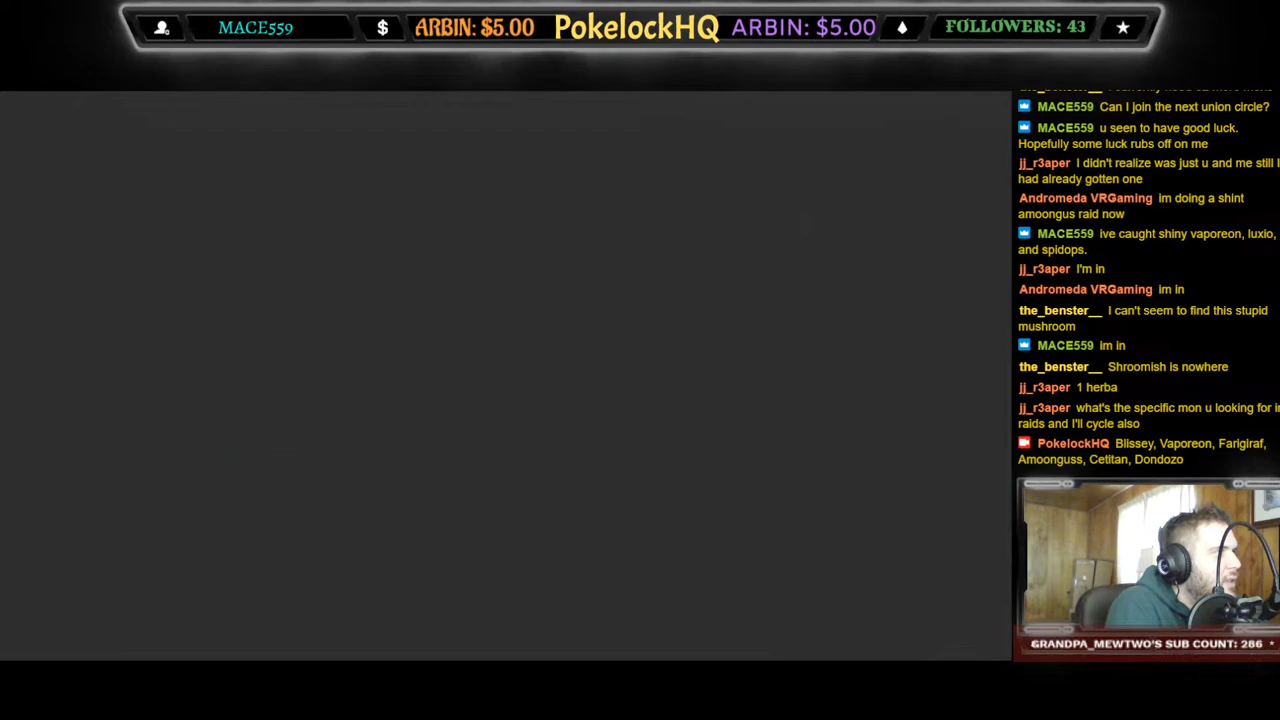 MACE559
$
ARBIN: $5.00
PokelockHQ
ARBIN: $5.00
FOLLOWERS: 43
MACE559 Can I join the next union circle?
MACE559 u seen to have good luck.
Hopefully some luck rubs off on me
jj_r3aper I didn't realize was just u and me still I
had already gotten one
Andromeda VRGaming im doing a shint
amoongus raid now
MACE559 ive caught shiny vaporeon, luxio,
and spidops.
jj_r3aper I'm in
Andromeda VRGaming im in
the_benster__ I can't seem to find this stupid
mushroom
MACE559 im in
the_benster__ Shroomish is nowhere
jj_r3aper 1 herba
jj_r3aper what's the specific mon u looking for in
raids and I'll cycle also
PokelockHQ Blissey, Vaporeon, Farigiraf,
Amoonguss, Cetitan, Dondozo
GRANDPA_MEWTWO'S SUB COUNT: 286 *